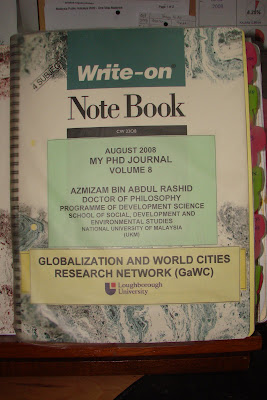 4 SUBJECT
Write-on®
Note Book
CW 2308
AUGUST 2008
MY PHD JOURNAL
VOLUME 8
AZMIZAM BIN ABDUL RASHID
DOCTOR OF PHILOSOPHY
PROGRAMME OF DEVELOPMENT SCIENCE
SCHOOL OF SOCIAL, DEVELOPMENT AND
ENVIRONMENTAL STUDIES
NATIONAL UNIVERSITY OF MALAYSIA
(UKM)
GLOBALIZATION AND WORLD CITIES
RESEARCH NETWORK (GaWC)
Loughborough
University